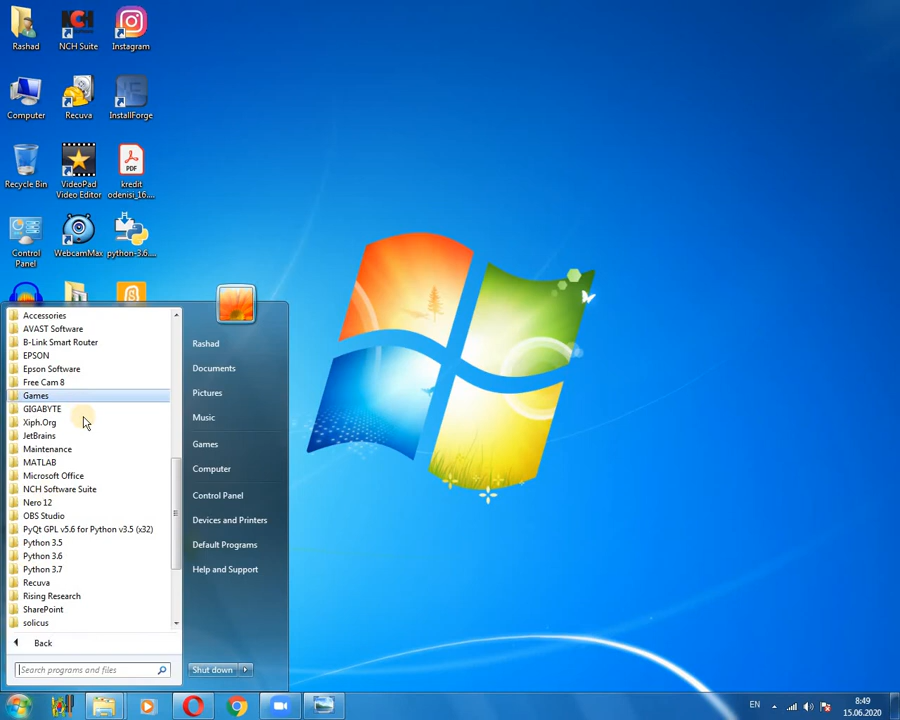 Rashad
NCH Suite
Instagram
Computer
Recuva
InstallForge
Recycle Bin
VideoPad
Video Editor
PDF
kredit
odenisi_16....
Control
Panel
WebcamMax
python-3.6....
Accessories
AVAST Software
B-Link Smart Router
EPSON
Epson Software
Free Cam 8
Games
GIGABYTE
Xiph.Org
JetBrains
Maintenance
MATLAB
Microsoft Office
NCH Software Suite
Nero 12
OBS Studio
PyQt GPL v5.6 for Python v3.5 (x32)
Python 3.5
Python 3.6
Python 3.7
Recuva
Rising Research
SharePoint
solicus
Back
Search programs and files
Rashad
Documents
Pictures
Music
Games
Computer
Control Panel
Devices and Printers
Default Programs
Help and Support
Shut down
EN
8:49
15.06.2020